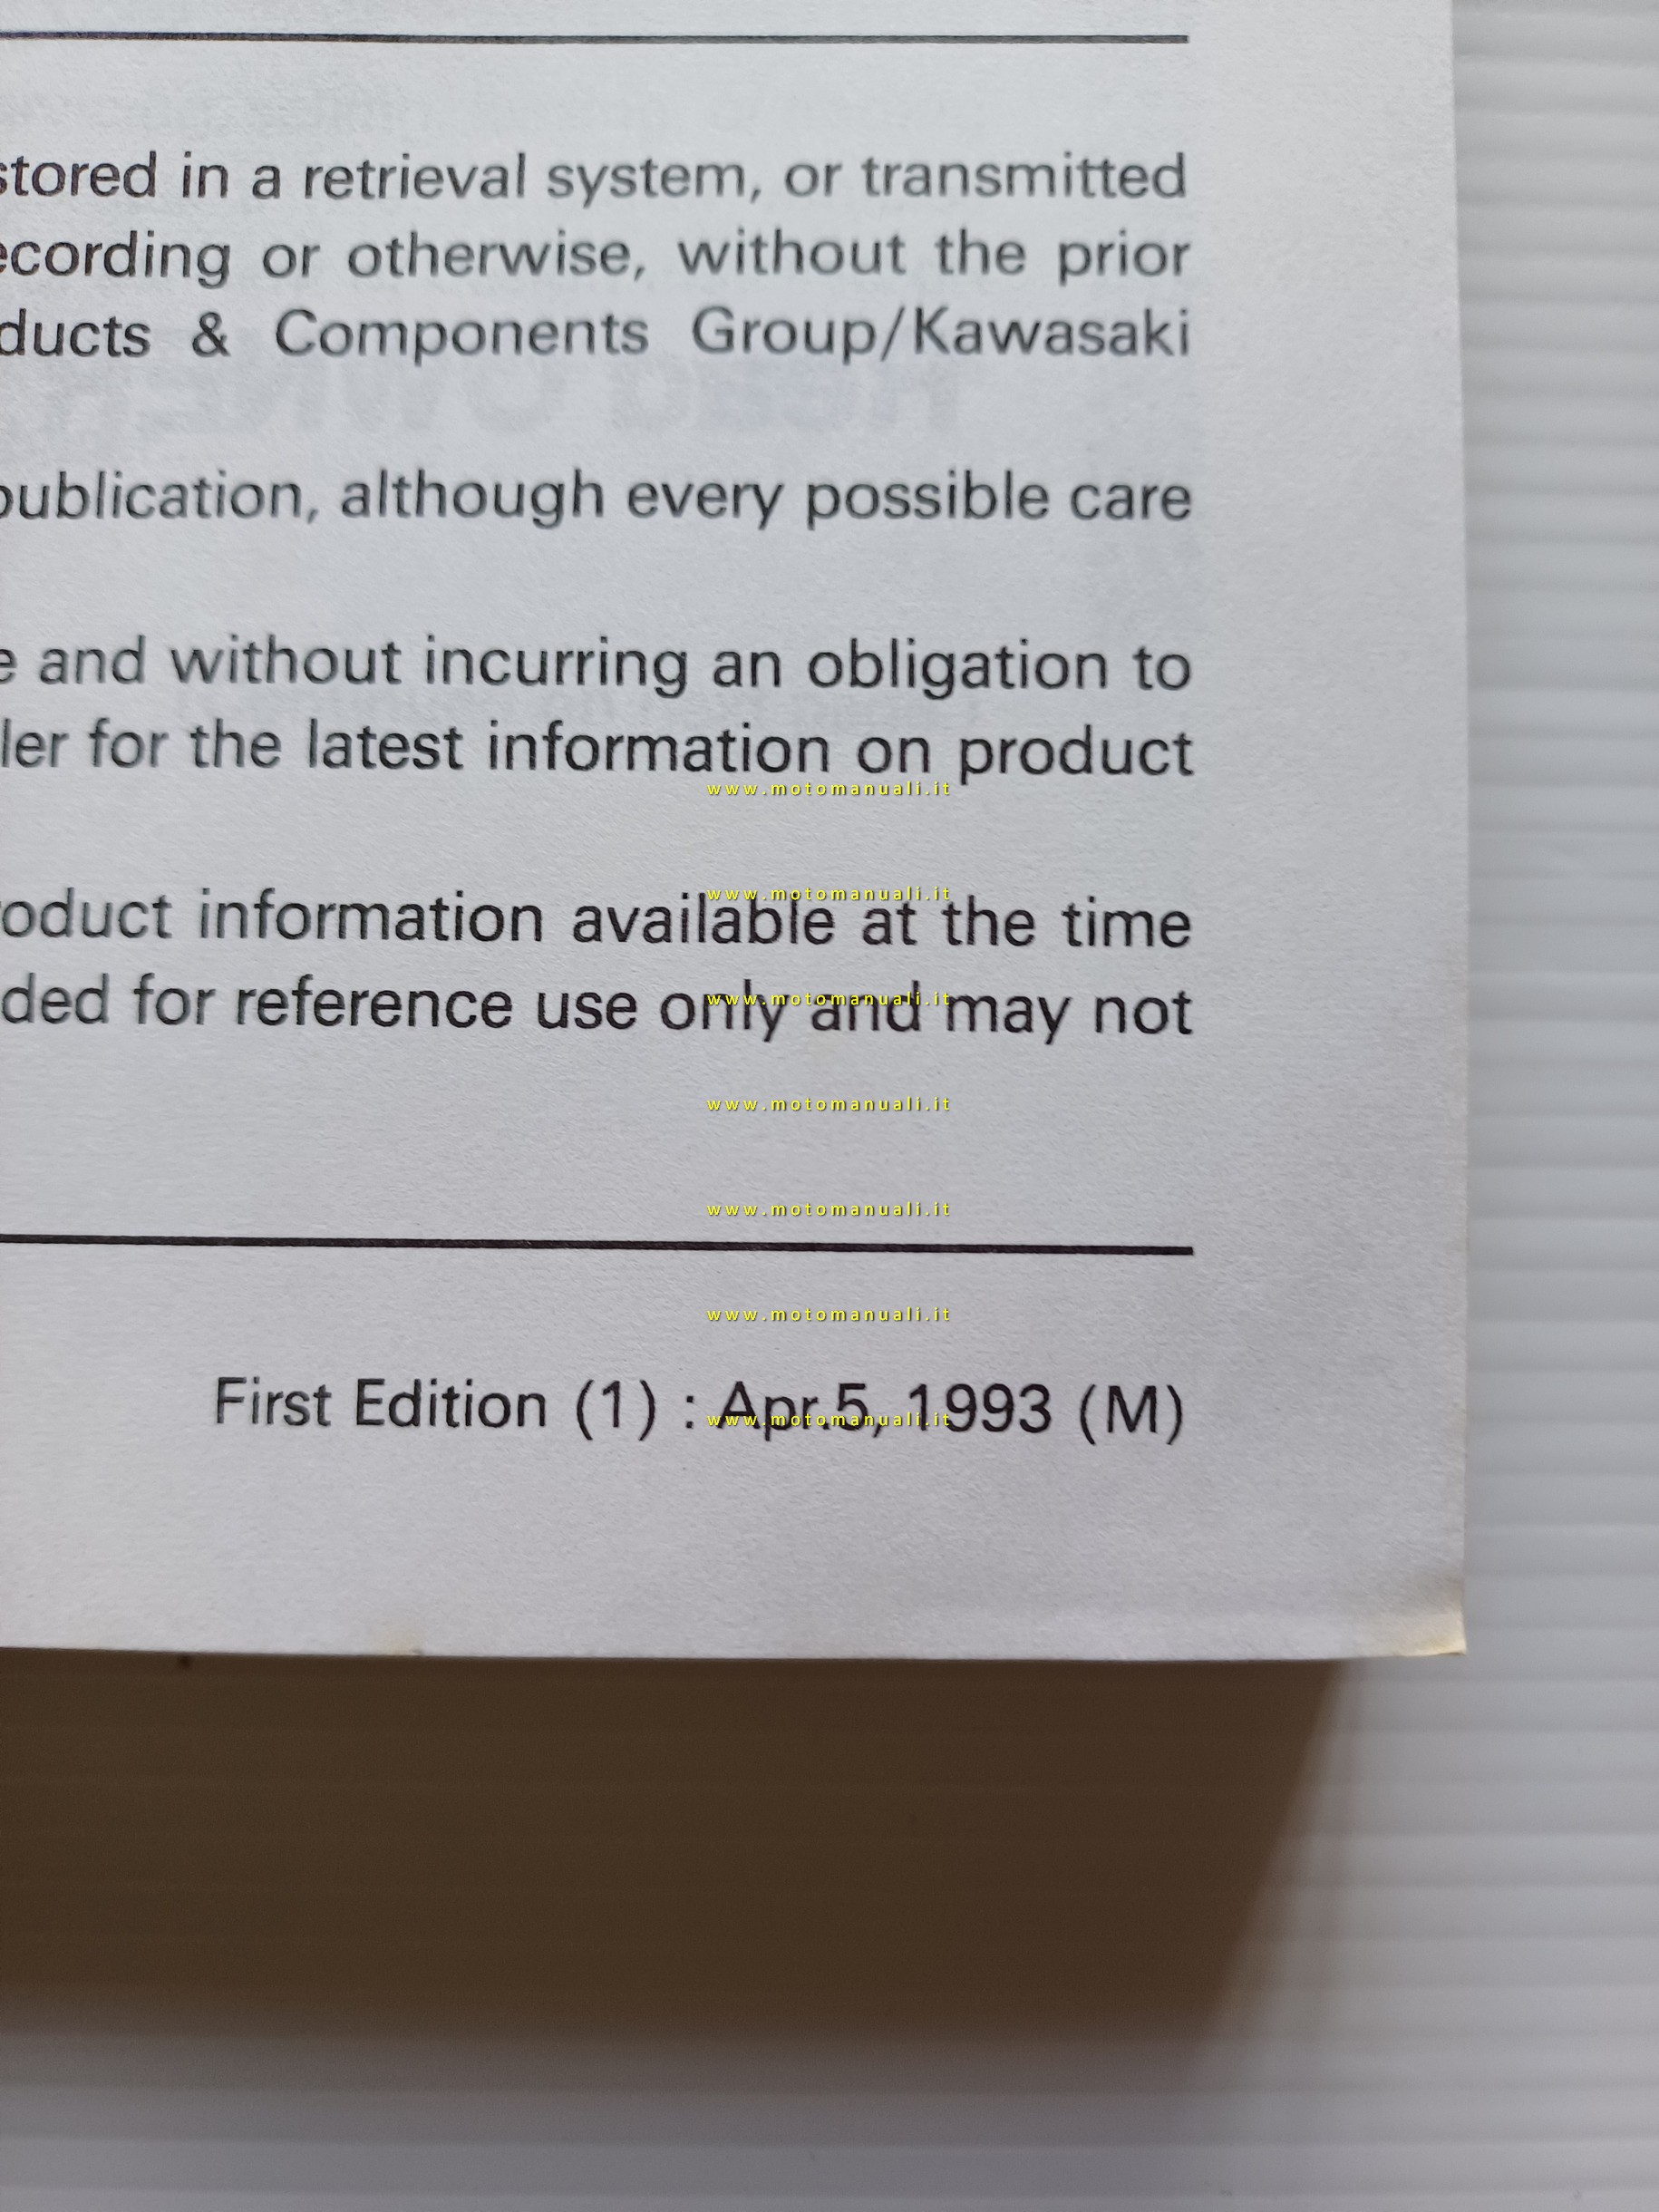 stored in a retrieval system, or transmitted
ecording or otherwise, without the prior
ducts & Components Group/Kawasaki
publication, although every possible care
e and without incurring an obligation to
ler for the latest information on product
www.motomanuali.it
www.motomanuali.it
oduct information available at the time
www.motomanuali.it
ded for reference use only and may not
www.motomanuali.it
www.motomanuali.it
www.motomanuali.it
First Edition (1) : Apr.5, 1993 (M)
www.motomanuali.it